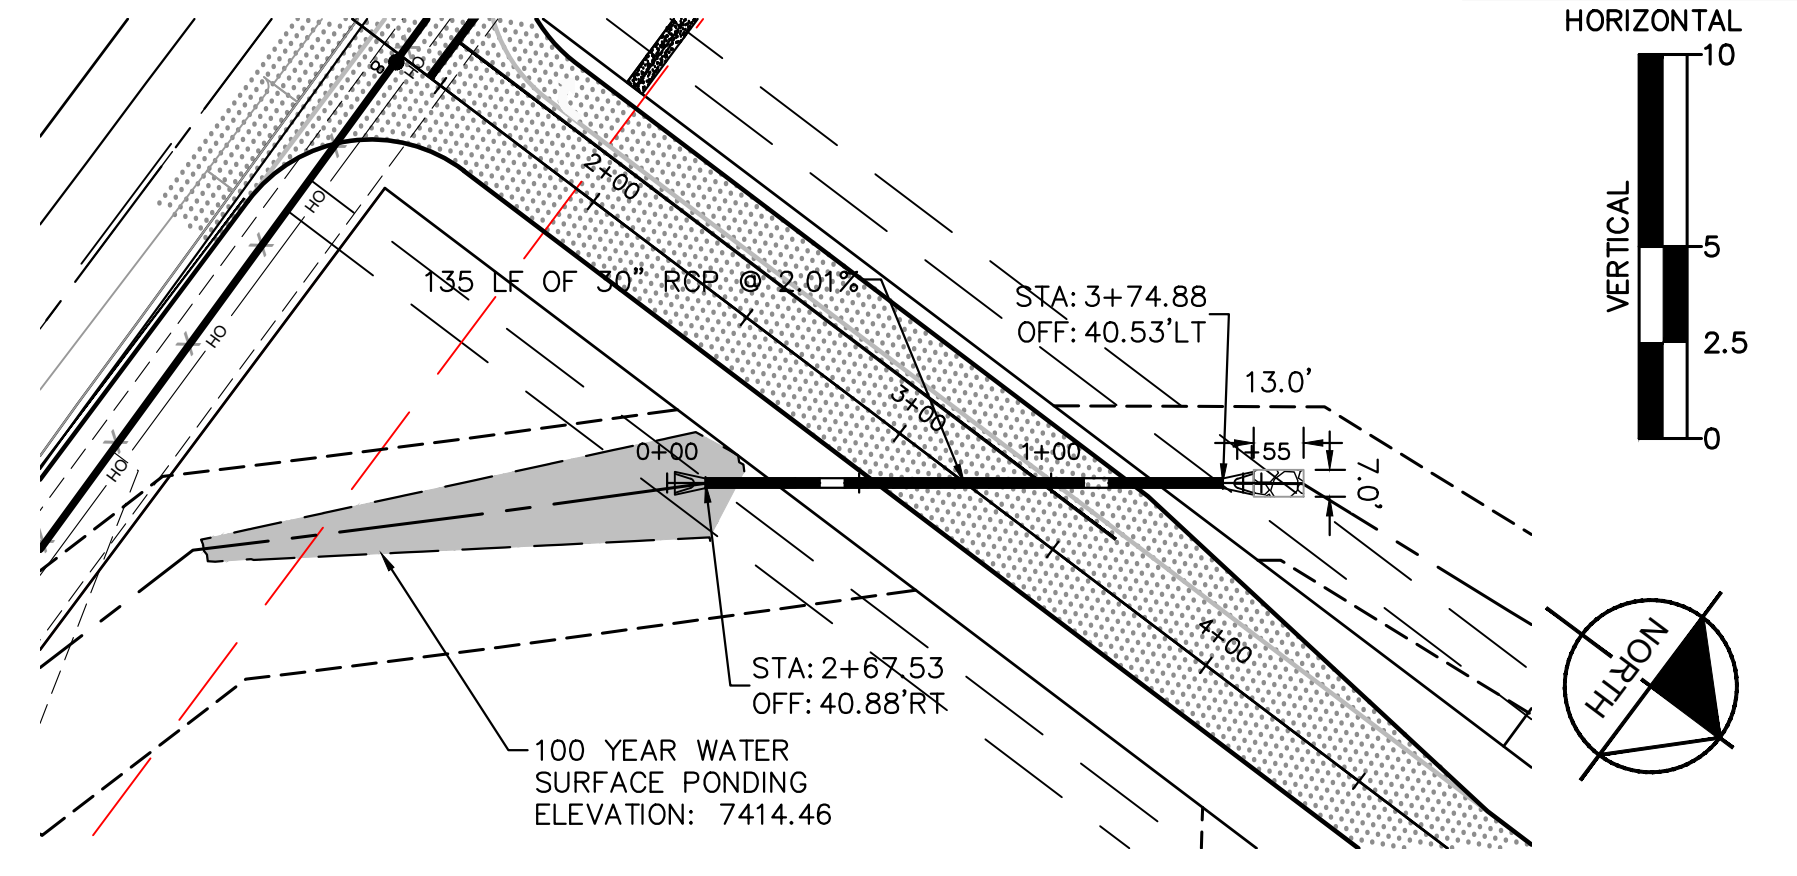 HORIZONTAL
10
5
2.5
0
VERTICAL
8
HO
HO
HO
HO
2+00
135 LF OF 30" RCP @ 2.01%
STA: 3+74.88
OFF: 40.53'LT
13.0'
3+00
0+00
1+00
1+55
7.0'
4+00
NORTH
STA: 2+67.53
OFF: 40.88'RT
100 YEAR WATER
SURFACE PONDING
ELEVATION: 7414.46